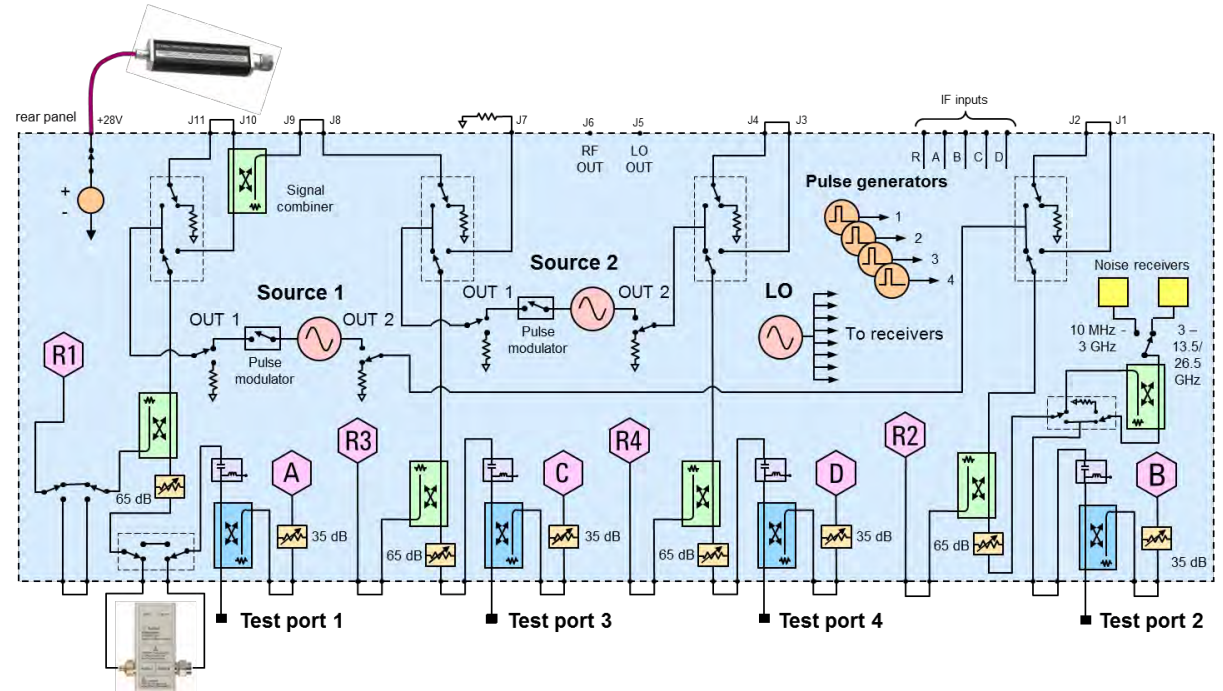 rear panel
+28V
J11
J10
J9
J8
J7
J6
J5
J4
J3
IF inputs
J2
J1
RF
OUT
LO
OUT
R
A
B
C
D
+
-
Signal
combiner
Pulse generators
1
2
3
4
Source 1
Source 2
LO
Noise receivers
OUT 1
OUT 2
Pulse
modulator
OUT 1
OUT 2
Pulse
modulator
To receivers
10 MHz -
3 GHz
3 –
13.5/
26.5
GHz
R1
R3
R4
R2
A
C
D
B
65 dB
35 dB
65 dB
35 dB
65 dB
35 dB
65 dB
35 dB
Test port 1
Test port 3
Test port 4
Test port 2